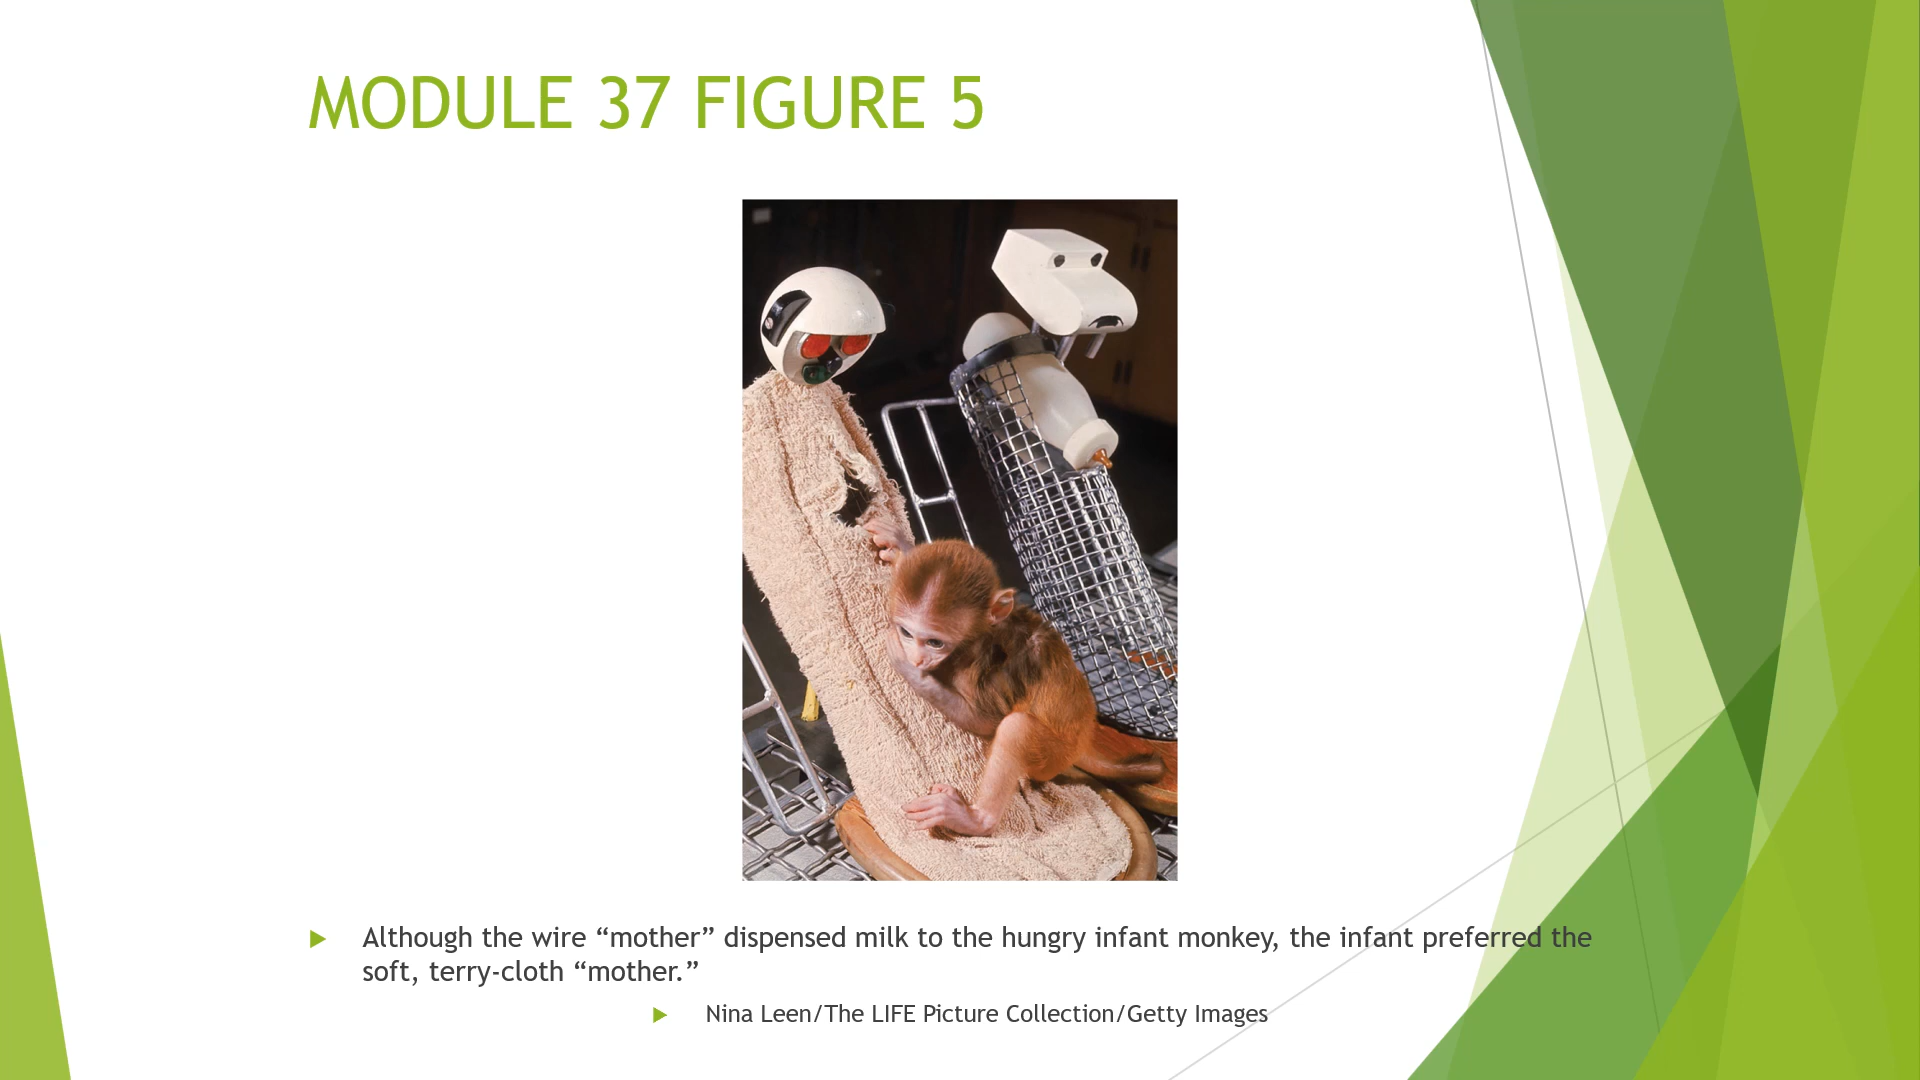 MODULE 37 FIGURE 5
Although the wire “mother” dispensed milk to the hungry infant monkey, the infant preferred the
soft, terry-cloth “mother.”
Nina Leen/The LIFE Picture Collection/Getty Images